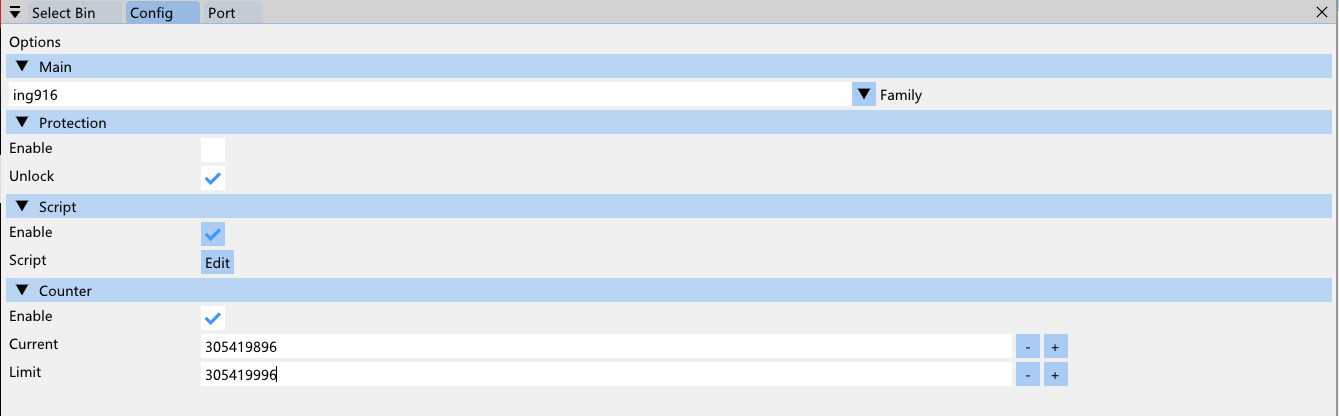 Select Bin Config Port
Options
Main
ing916 Family
Protection
Enable
Unlock
Script
Enable
Script Edit
Counter
Enable
Current 305419896 - +
Limit 305419996 - +